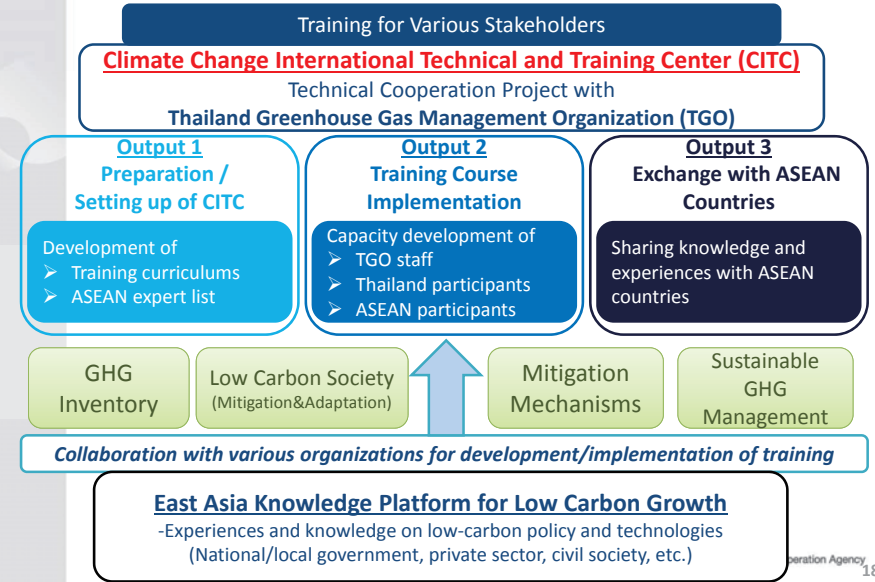 Training for Various Stakeholders
Climate Change International Technical and Training Center (CITC)
Technical Cooperation Project with
Thailand Greenhouse Gas Management Organization (TGO)
Output 1
Preparation /
Setting up of CITC
Development of
➢ Training curriculums
➢ ASEAN expert list
Output 2
Training Course
Implementation
Capacity development of
➢ TGO staff
➢ Thailand participants
➢ ASEAN participants
Output 3
Exchange with ASEAN
Countries
Sharing knowledge and
experiences with ASEAN
countries
GHG
Inventory
Low Carbon Society
(Mitigation&Adaptation)
Mitigation
Mechanisms
Sustainable
GHG
Management
Collaboration with various organizations for development/implementation of training
East Asia Knowledge Platform for Low Carbon Growth
-Experiences and knowledge on low-carbon policy and technologies
(National/local government, private sector, civil society, etc.)
Agency
18